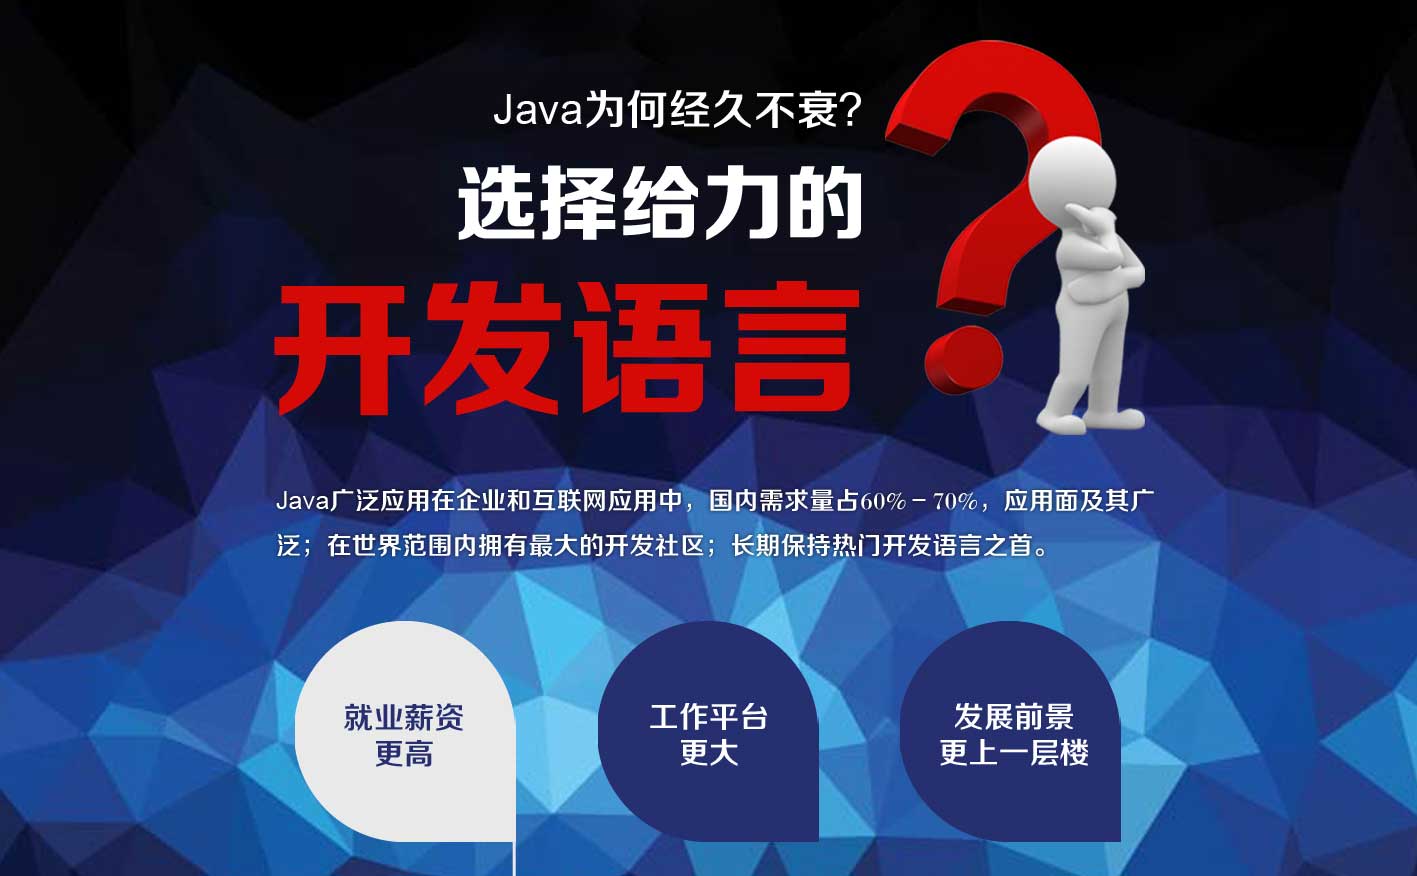 Java为何经久不衰?
选择给力的
开发语言
Java广泛应用在企业和互联网应用中，国内需求量占60%－70%，应用面及其广
泛；在世界范围内拥有最大的开发社区；长期保持热门开发语言之首。
就业薪资
更高
工作平台
更大
发展前景
更上一层楼